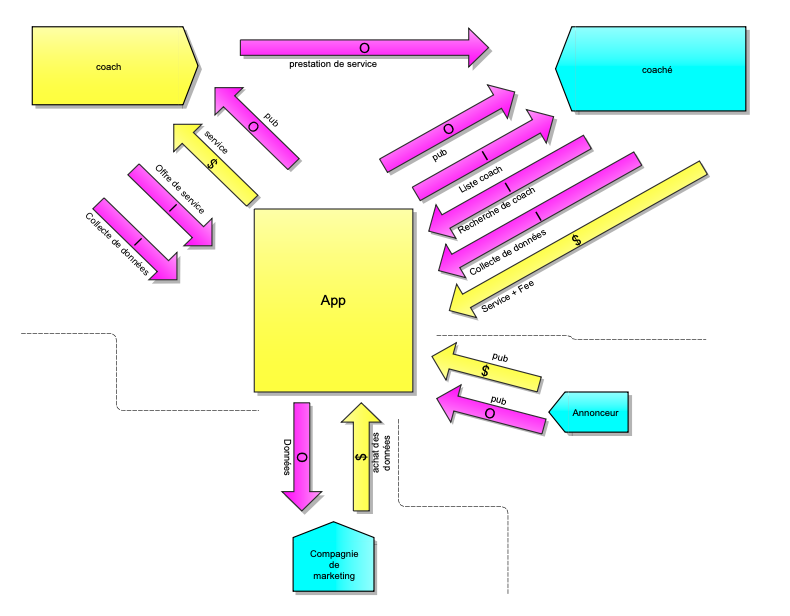 coach
O
prestation de service
coaché
O
pub
$
service
I
Offre de service
I
Collecte de données
O
pub
I
Liste coach
I
Recherche de coach
I
Collecte de données
$
Service + Fee
App
$
pub
O
pub
Annonceur
O
Données
$
achat des
données
Compagnie
de
marketing